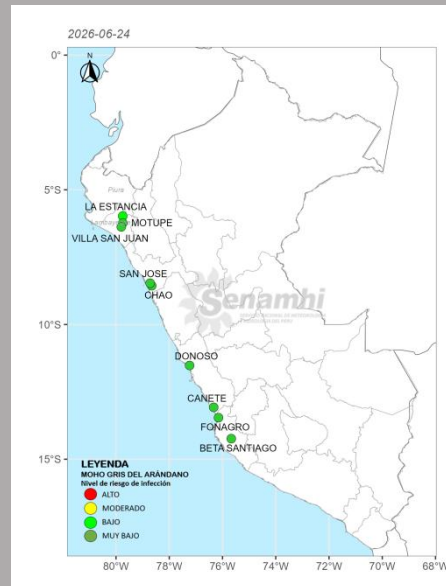 2026-06-24
N
0°
5°S
10°S
15°S
Piura
LA ESTANCIA
MOTUPE
VILLA SAN JUAN
SAN JOSE
CHAO
Senamhi
DONOSO
CANETE
FONAGRO
BETA SANTIAGO
LEYENDA
MOHO GRIS DEL ARÁNDANO
Nivel de riesgo de infección
ALTO
MODERADO
BAJO
MUY BAJO
80°W 78°W 76°W 74°W 72°W 70°W 68°W